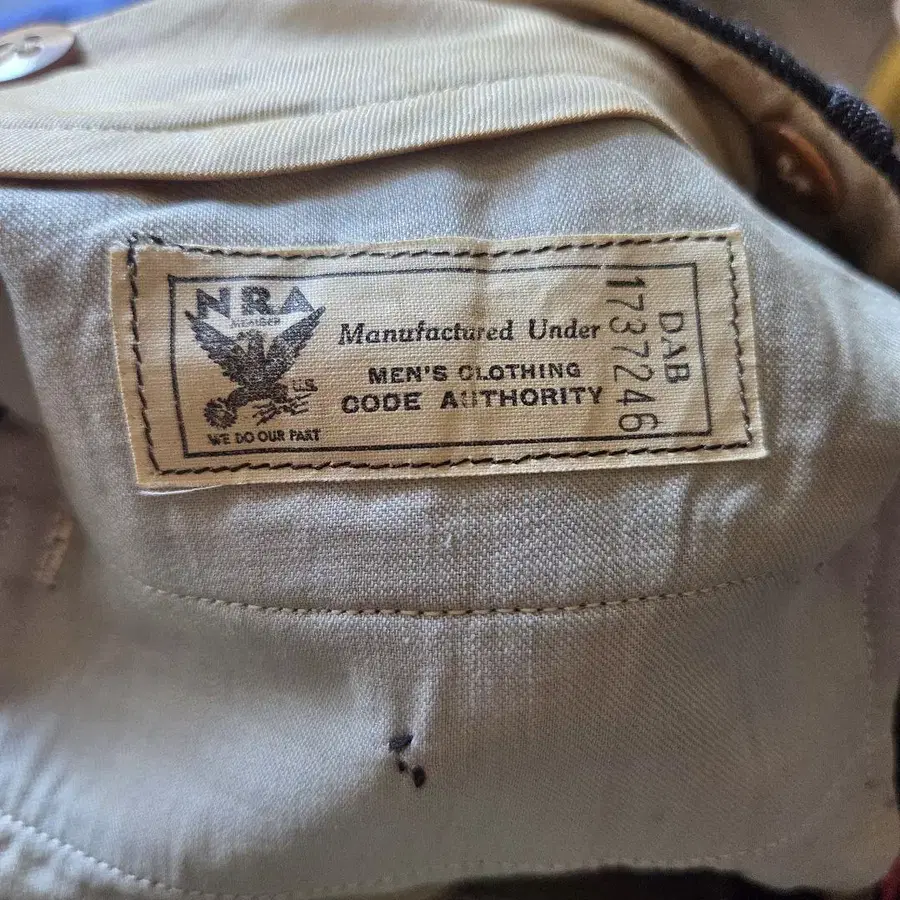 NRA
MEMBER
U.S.
WE DO OUR PART
Manufactured Under
MEN'S CLOTHING
CODE AUTHORITY
DAB
1737246